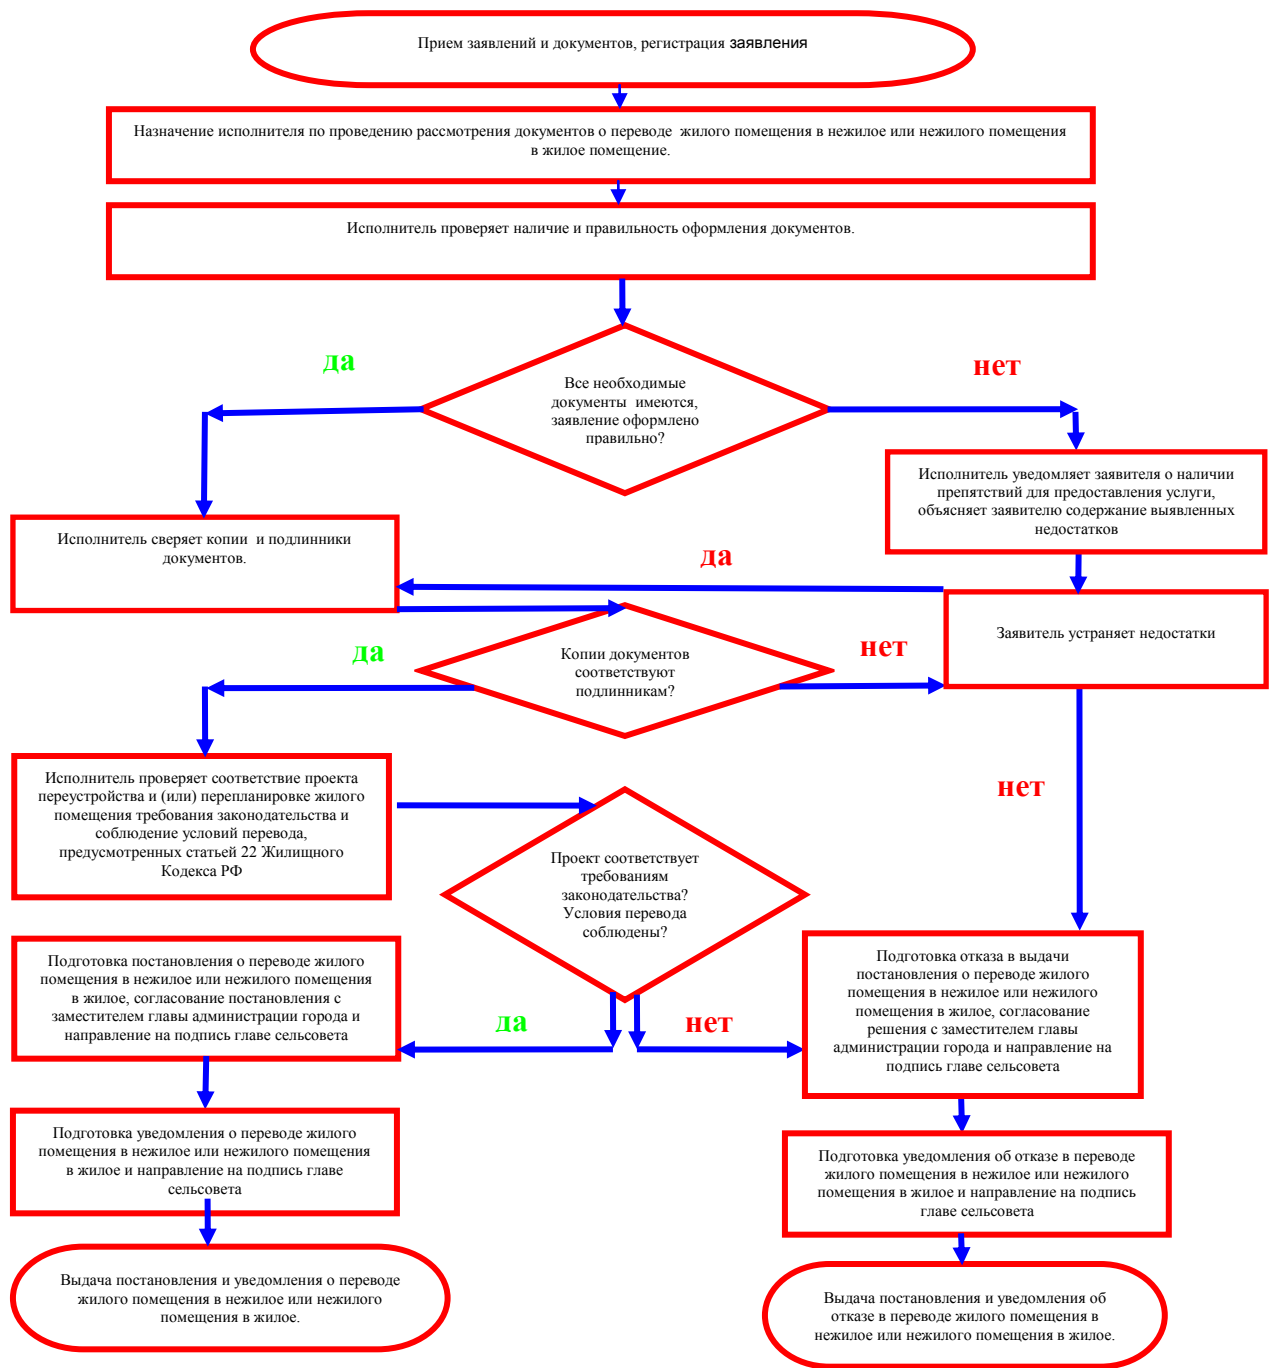 Прием заявлений и документов, регистрация заявления
Назначение исполнителя по проведению рассмотрения документов о переводе жилого помещения в нежилое или нежилого помещения
в жилое помещение.
Исполнитель проверяет наличие и правильность оформления документов.
да
нет
Все необходимые
документы имеются,
заявление оформлено
правильно?
Исполнитель уведомляет заявителя о наличии
препятствий для предоставления услуги,
объясняет заявителю содержание выявленных
недостатков
Исполнитель сверяет копии и подлинники
документов.
да
Заявитель устраняет недостатки
да
Копии документов
соответствуют
подлинникам?
нет
Исполнитель проверяет соответствие проекта
переустройства и (или) перепланировке жилого
помещения требования законодательства и
соблюдение условий перевода,
предусмотренных статьей 22 Жилищного
Кодекса РФ
нет
Проект соответствует
требованиям
законодательства?
Условия перевода
соблюдены?
Подготовка постановления о переводе жилого
помещения в нежилое или нежилого помещения
в жилое, согласование постановления с
заместителем главы администрации города и
направление на подпись главе сельсовета
да
нет
Подготовка отказа в выдачи
постановления о переводе жилого
помещения в нежилое или нежилого
помещения в жилое, согласование
решения с заместителем главы
администрации города и направление на
подпись главе сельсовета
Подготовка уведомления о переводе жилого
помещения в нежилое или нежилого помещения
в жилое и направление на подпись главе
сельсовета
Подготовка уведомления об отказе в переводе
жилого помещения в нежилое или нежилого
помещения в жилое и направление на подпись
главе сельсовета
Выдача постановления и уведомления о переводе
жилого помещения в нежилое или нежилого
помещения в жилое.
Выдача постановления и уведомления об
отказе в переводе жилого помещения в
нежилое или нежилого помещения в жилое.